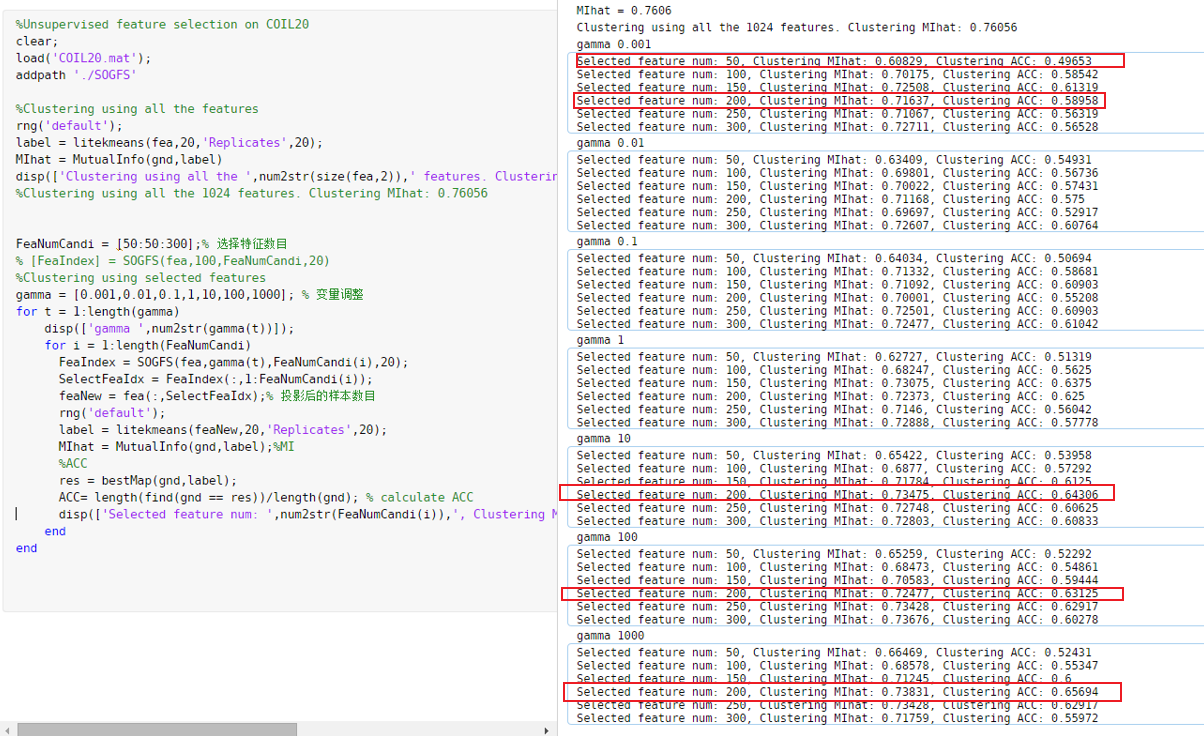 %Unsupervised feature selection on COIL20
clear;
load('COIL20.mat');
addpath './SOGFS'
%Clustering using all the features
rng('default');
label = litekmeans(fea,20,'Replicates',20);
MIhat = MutualInfo(gnd,label)
disp(['Clustering using all the ',num2str(size(fea,2)),' features. Clusterin
%Clustering using all the 1024 features. Clustering MIhat: 0.76056
FeaNumCandi = [50:50:300];% 选择特征数目
% [FeaIndex] = SOGFS(fea,100,FeaNumCandi,20)
%Clustering using selected features
gamma = [0.001,0.01,0.1,1,10,100,1000]; % 变量调整
for t = 1:length(gamma)
disp(['gamma ',num2str(gamma(t))]);
for i = 1:length(FeaNumCandi)
FeaIndex = SOGFS(fea,gamma(t),FeaNumCandi(i),20);
SelectFeaIdx = FeaIndex(:,1:FeaNumCandi(i));
feaNew = fea(:,SelectFeaIdx);% 投影后的样本数目
rng('default');
label = litekmeans(feaNew,20,'Replicates',20);
MIhat = MutualInfo(gnd,label);%MI
%ACC
res = bestMap(gnd,label);
ACC= length(find(gnd == res))/length(gnd); % calculate ACC
disp(['Selected feature num: ',num2str(FeaNumCandi(i)),', Clustering M
end
end
MIhat = 0.7606
Clustering using all the 1024 features. Clustering MIhat: 0.76056
gamma 0.001
Selected feature num: 50, Clustering MIhat: 0.60829, Clustering ACC: 0.49653
Selected feature num: 100, Clustering MIhat: 0.70175, Clustering ACC: 0.58542
Selected feature num: 150, Clustering MIhat: 0.72508, Clustering ACC: 0.61319
Selected feature num: 200, Clustering MIhat: 0.71637, Clustering ACC: 0.58958
Selected feature num: 250, Clustering MIhat: 0.71067, Clustering ACC: 0.56319
Selected feature num: 300, Clustering MIhat: 0.72711, Clustering ACC: 0.56528
gamma 0.01
Selected feature num: 50, Clustering MIhat: 0.63409, Clustering ACC: 0.54931
Selected feature num: 100, Clustering MIhat: 0.69801, Clustering ACC: 0.56736
Selected feature num: 150, Clustering MIhat: 0.70022, Clustering ACC: 0.57431
Selected feature num: 200, Clustering MIhat: 0.71168, Clustering ACC: 0.575
Selected feature num: 250, Clustering MIhat: 0.69697, Clustering ACC: 0.52917
Selected feature num: 300, Clustering MIhat: 0.72607, Clustering ACC: 0.60764
gamma 0.1
Selected feature num: 50, Clustering MIhat: 0.64034, Clustering ACC: 0.50694
Selected feature num: 100, Clustering MIhat: 0.71332, Clustering ACC: 0.58681
Selected feature num: 150, Clustering MIhat: 0.71092, Clustering ACC: 0.60903
Selected feature num: 200, Clustering MIhat: 0.70001, Clustering ACC: 0.55208
Selected feature num: 250, Clustering MIhat: 0.72501, Clustering ACC: 0.60903
Selected feature num: 300, Clustering MIhat: 0.72477, Clustering ACC: 0.61042
gamma 1
Selected feature num: 50, Clustering MIhat: 0.62727, Clustering ACC: 0.51319
Selected feature num: 100, Clustering MIhat: 0.68247, Clustering ACC: 0.5625
Selected feature num: 150, Clustering MIhat: 0.73075, Clustering ACC: 0.6375
Selected feature num: 200, Clustering MIhat: 0.72373, Clustering ACC: 0.625
Selected feature num: 250, Clustering MIhat: 0.7146, Clustering ACC: 0.56042
Selected feature num: 300, Clustering MIhat: 0.72888, Clustering ACC: 0.57778
gamma 10
Selected feature num: 50, Clustering MIhat: 0.65422, Clustering ACC: 0.53958
Selected feature num: 100, Clustering MIhat: 0.6877, Clustering ACC: 0.57292
Selected feature num: 150, Clustering MIhat: 0.71784, Clustering ACC: 0.6125
Selected feature num: 200, Clustering MIhat: 0.73475, Clustering ACC: 0.64306
Selected feature num: 250, Clustering MIhat: 0.72748, Clustering ACC: 0.60625
Selected feature num: 300, Clustering MIhat: 0.72803, Clustering ACC: 0.60833
gamma 100
Selected feature num: 50, Clustering MIhat: 0.65259, Clustering ACC: 0.52292
Selected feature num: 100, Clustering MIhat: 0.68473, Clustering ACC: 0.54861
Selected feature num: 150, Clustering MIhat: 0.70583, Clustering ACC: 0.59444
Selected feature num: 200, Clustering MIhat: 0.72477, Clustering ACC: 0.63125
Selected feature num: 250, Clustering MIhat: 0.73428, Clustering ACC: 0.62917
Selected feature num: 300, Clustering MIhat: 0.73676, Clustering ACC: 0.60278
gamma 1000
Selected feature num: 50, Clustering MIhat: 0.66469, Clustering ACC: 0.52431
Selected feature num: 100, Clustering MIhat: 0.68578, Clustering ACC: 0.55347
Selected feature num: 150, Clustering MIhat: 0.71245, Clustering ACC: 0.6
Selected feature num: 200, Clustering MIhat: 0.73831, Clustering ACC: 0.65694
Selected feature num: 250, Clustering MIhat: 0.73428, Clustering ACC: 0.62917
Selected feature num: 300, Clustering MIhat: 0.71759, Clustering ACC: 0.55972